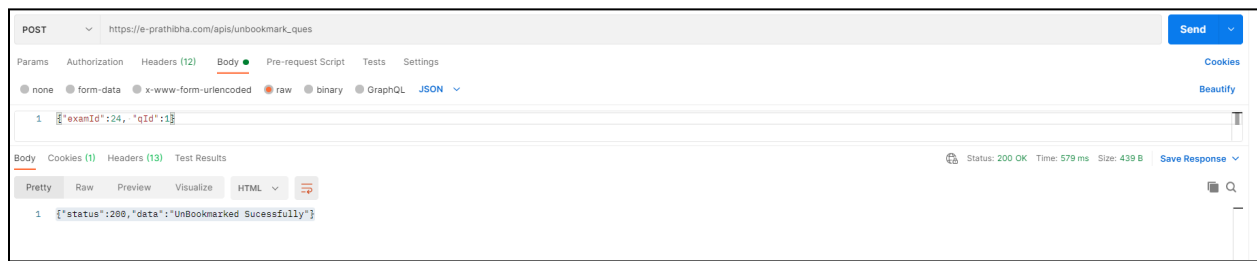 POST https://e-prathibha.com/apis/unbookmark_ques Send
Params Authorization Headers (12) Body Pre-request Script Tests Settings Cookies
none form-data x-www-form-urlencoded raw binary GraphQL JSON Beautify
1 {"examId":24, "qId":1}
Body Cookies (1) Headers (13) Test Results Status: 200 OK Time: 579 ms Size: 439 B Save Response
Pretty Raw Preview Visualize HTML
1 {"status":200,"data":"UnBookmarked Sucessfully"}